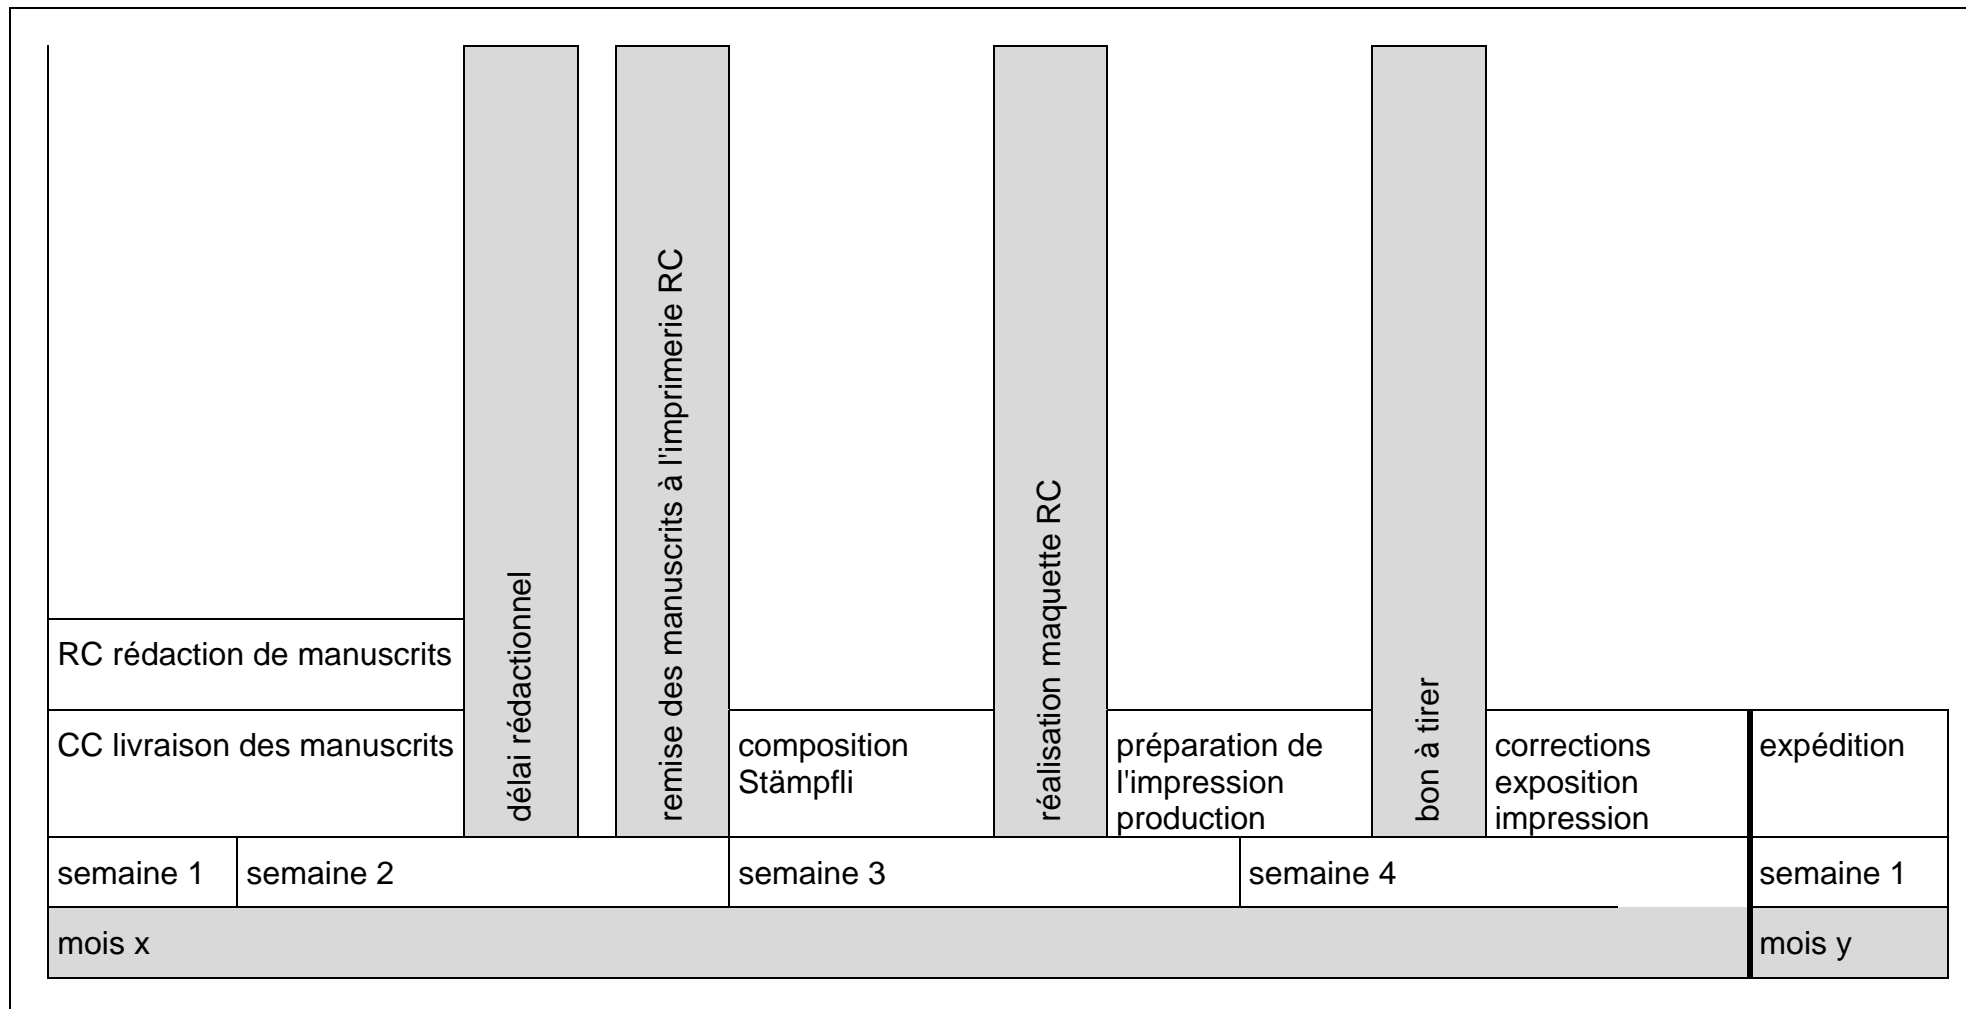 RC rédaction de manuscrits
CC livraison des manuscrits
délai rédactionnel
remise des manuscrits à l'imprimerie RC
composition
Stämpfli
réalisation maquette RC
préparation de
l'impression
production
bon à tirer
corrections
exposition
impression
expédition
semaine 1
semaine 2
semaine 3
semaine 4
semaine 1
mois x
mois y